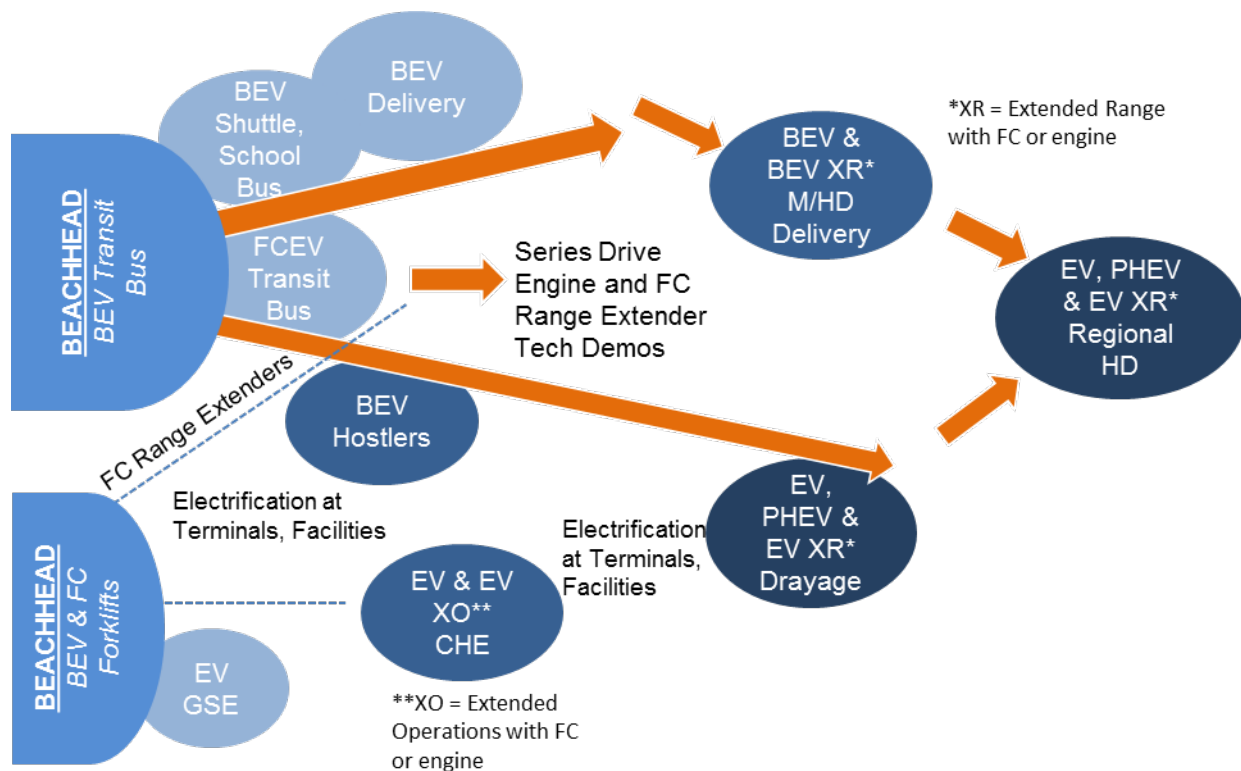 BEACHHEAD
BEV Transit
Bus
BEV
Shuttle,
School
Bus
BEV
Delivery
FCEV
Transit
Bus
Series Drive
Engine and FC
Range Extender
Tech Demos
BEV &
BEV XR*
M/HD
Delivery
*XR = Extended Range
with FC or engine
EV, PHEV
& EV XR*
Regional
HD
FC Range Extenders
BEV
Hostlers
Electrification at
Terminals, Facilities
BEACHHEAD
BEV & FC
Forklifts
EV
GSE
EV & EV
XO**
CHE
**XO = Extended
Operations with FC
or engine
Electrification
at Terminals,
Facilities
EV,
PHEV &
EV XR*
Drayage